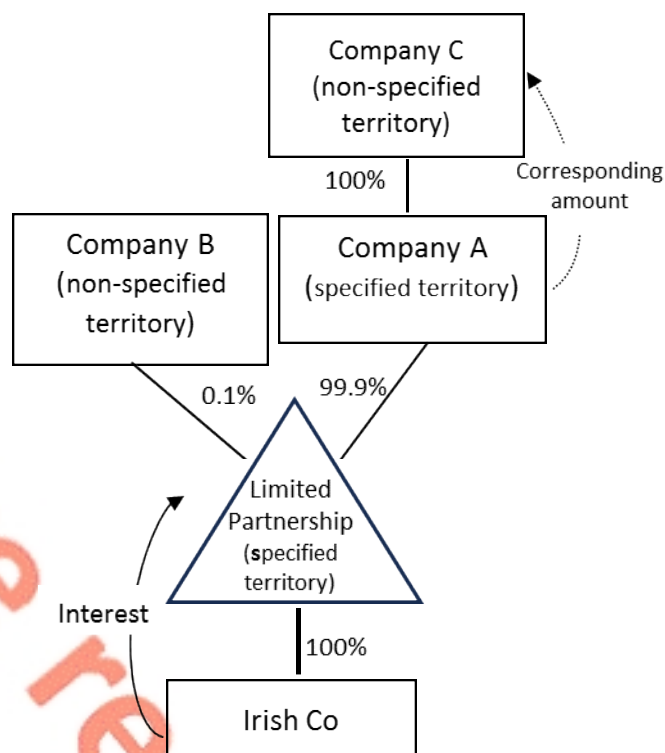 Company C
(non-specified
territory)
100%
Corresponding
amount
Company B
(non-specified
territory)
Company A
(specified territory)
0.1%
99.9%
Limited
Partnership
(specified
territory)
Interest
100%
Irish Co
e re